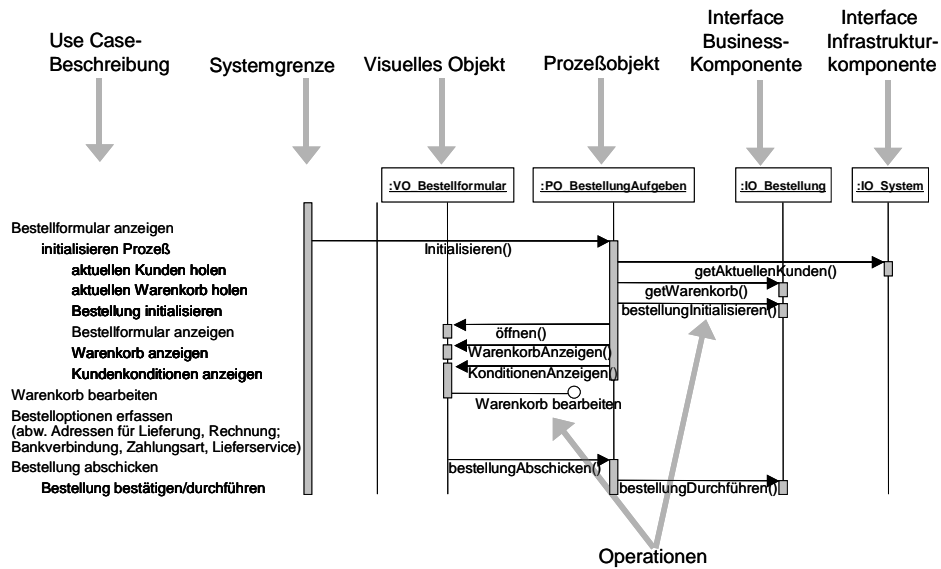 Use Case-
Beschreibung
Systemgrenze
Visuelles Objekt
Prozeßobjekt
Interface
Business-
Komponente
Interface
Infrastruktur-
komponente
:VO_Bestellformular
:PO_BestellungAufgeben
:IO_Bestellung
:IO_System
Bestellformular anzeigen
initialisieren Prozeß
Initialisieren()
aktuellen Kunden holen
getAktuellenKunden()
aktuellen Warenkorb holen
getWarenkorb()
Bestellung initialisieren
bestellungInitialisieren()
Bestellformular anzeigen
öffnen()
Warenkorb anzeigen
WarenkorbAnzeigen()
Kundenkonditionen anzeigen
KonditionenAnzeigen()
Warenkorb bearbeiten
Warenkorb bearbeiten
Bestelloptionen erfassen
(abw. Adressen für Lieferung, Rechnung;
Bankverbindung, Zahlungsart, Lieferservice)
Bestellung abschicken
bestellungAbschicken()
Bestellung bestätigen/durchführen
bestellungDurchführen()
Operationen